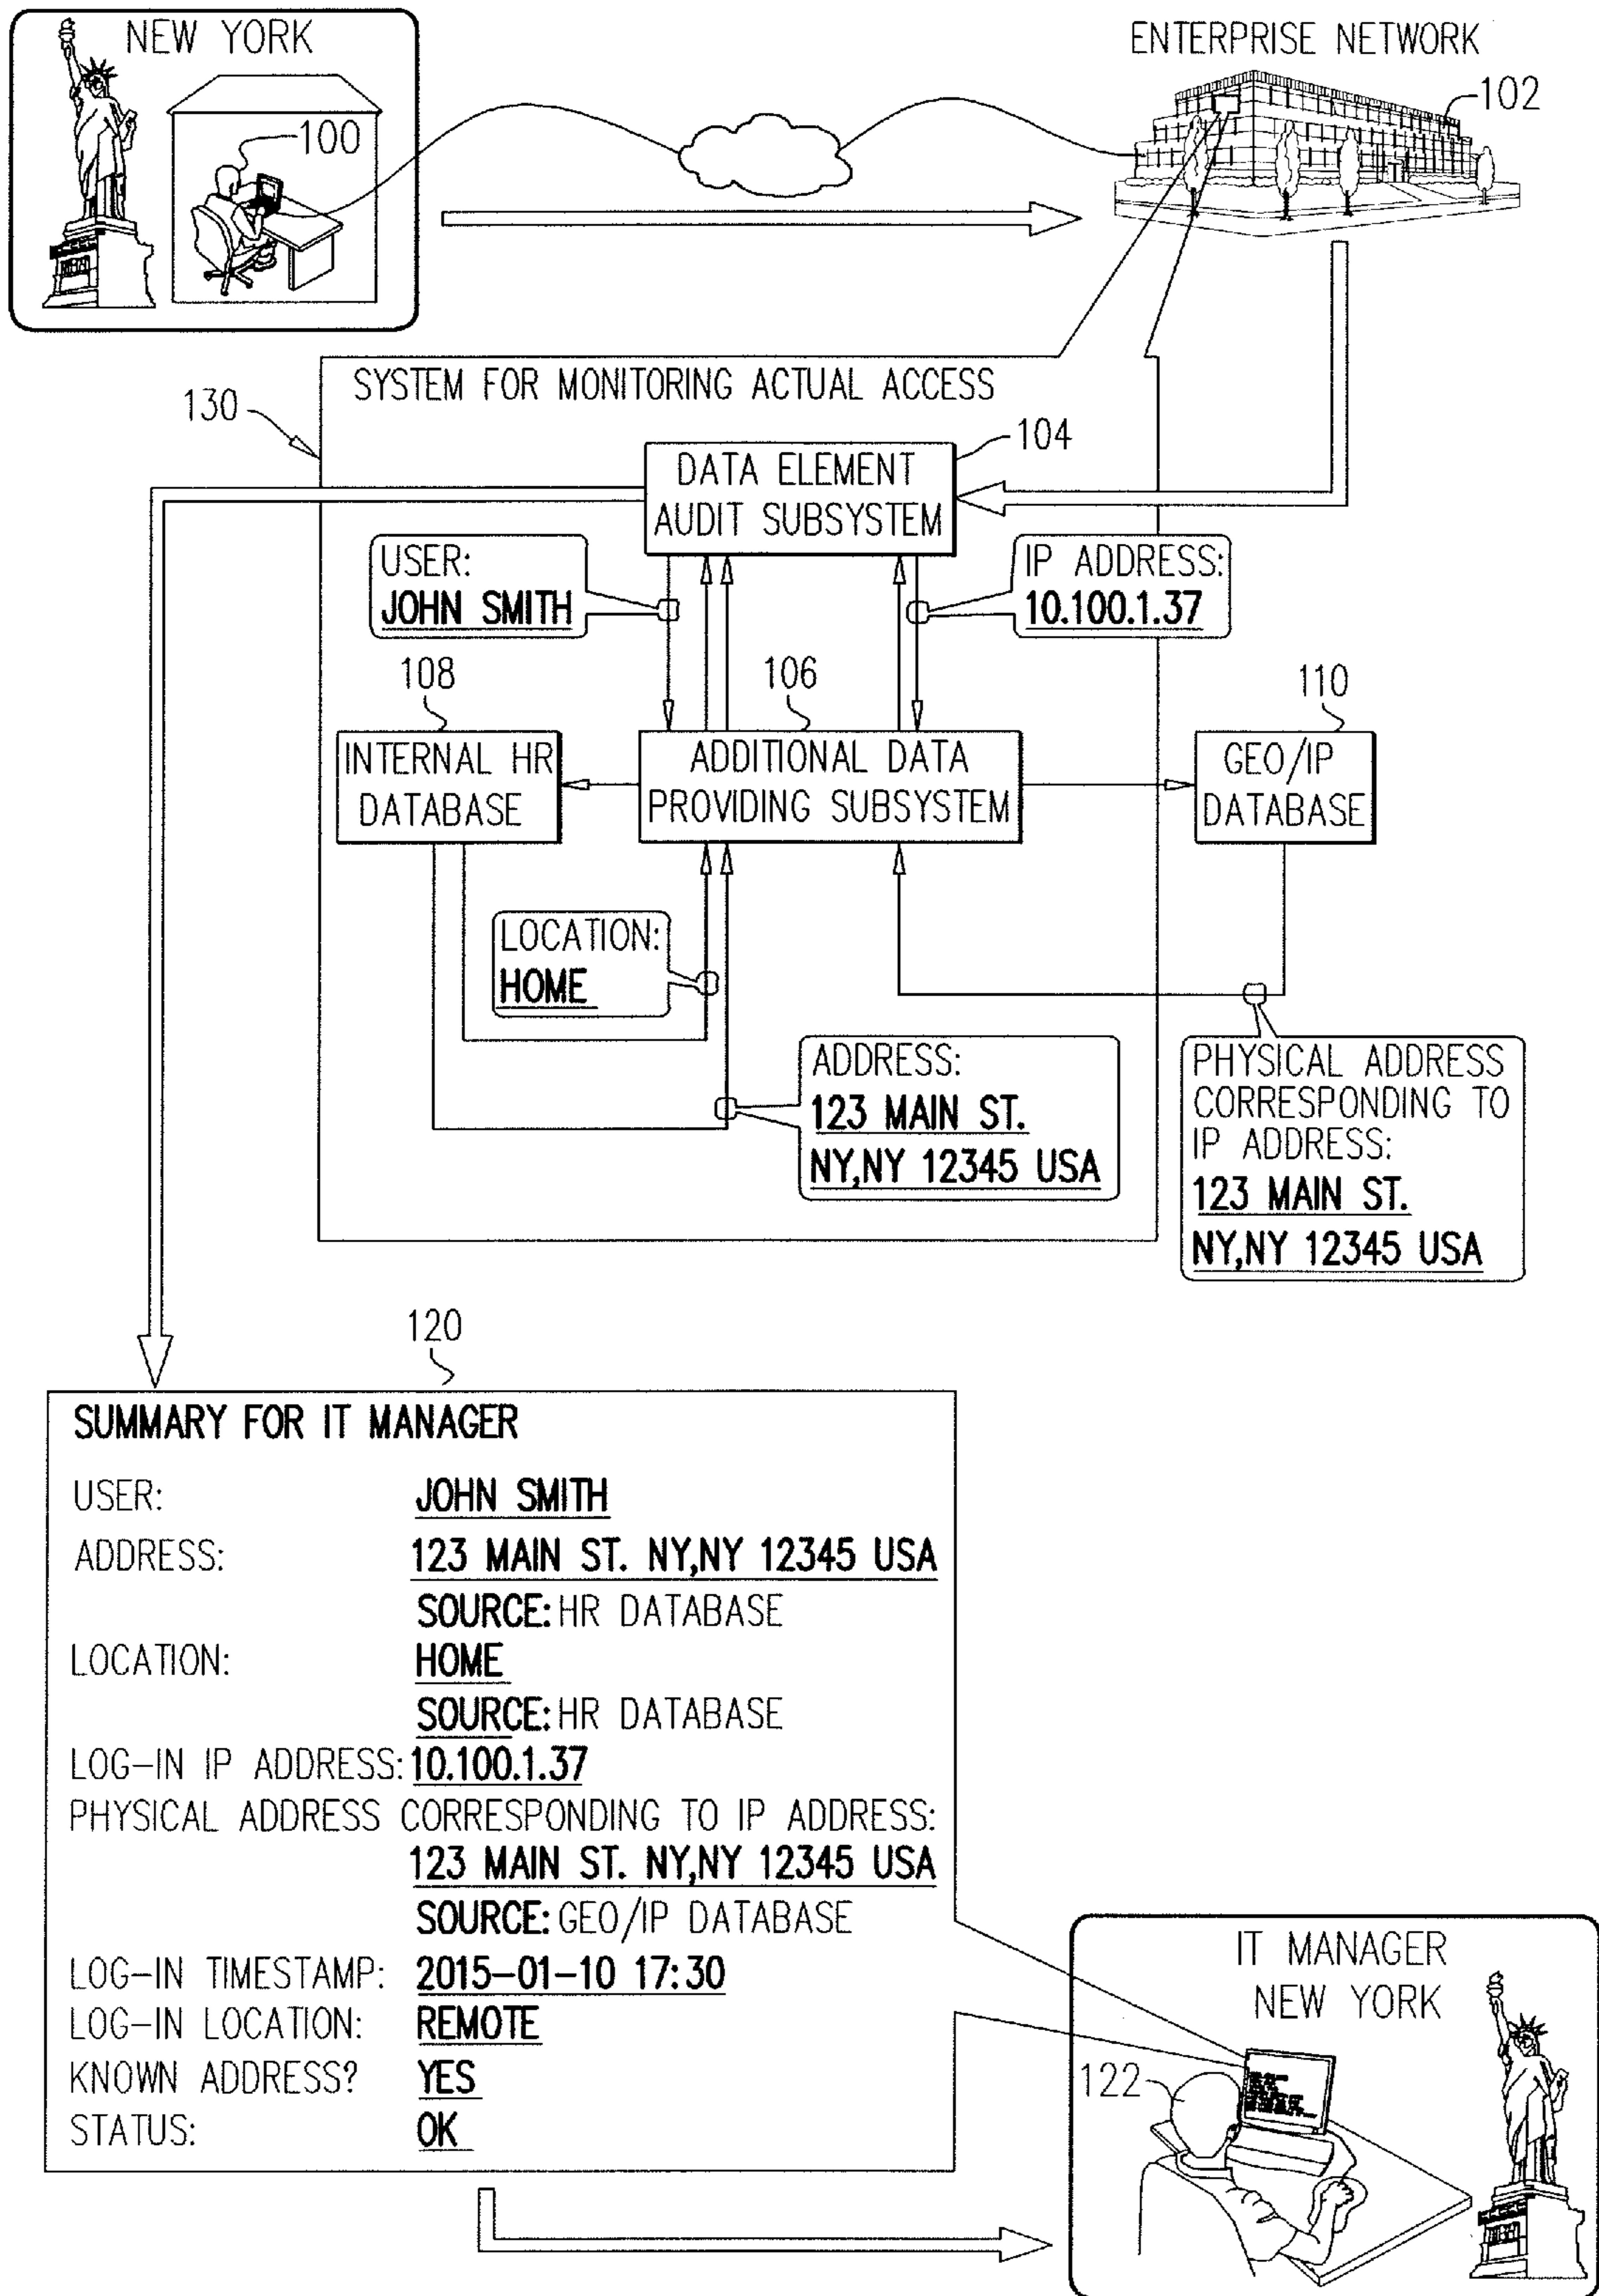 NEW YORK
100
ENTERPRISE NETWORK
102
SYSTEM FOR MONITORING ACTUAL ACCESS
130
104
DATA ELEMENT
AUDIT SUBSYSTEM
USER:
JOHN SMITH
IP ADDRESS:
10.100.1.37
108
106
110
INTERNAL HR
DATABASE
ADDITIONAL DATA
PROVIDING SUBSYSTEM
GEO/IP
DATABASE
LOCATION:
HOME
ADDRESS:
123 MAIN ST.
NY,NY 12345 USA
PHYSICAL ADDRESS
CORRESPONDING TO
IP ADDRESS:
123 MAIN ST.
NY,NY 12345 USA
120
SUMMARY FOR IT MANAGER
USER: JOHN SMITH
ADDRESS: 123 MAIN ST. NY,NY 12345 USA
SOURCE: HR DATABASE
LOCATION: HOME
SOURCE: HR DATABASE
LOG-IN IP ADDRESS: 10.100.1.37
PHYSICAL ADDRESS CORRESPONDING TO IP ADDRESS:
123 MAIN ST. NY,NY 12345 USA
SOURCE: GEO/IP DATABASE
LOG-IN TIMESTAMP: 2015-01-10 17:30
LOG-IN LOCATION: REMOTE
KNOWN ADDRESS? YES
STATUS: OK
IT MANAGER
NEW YORK
122